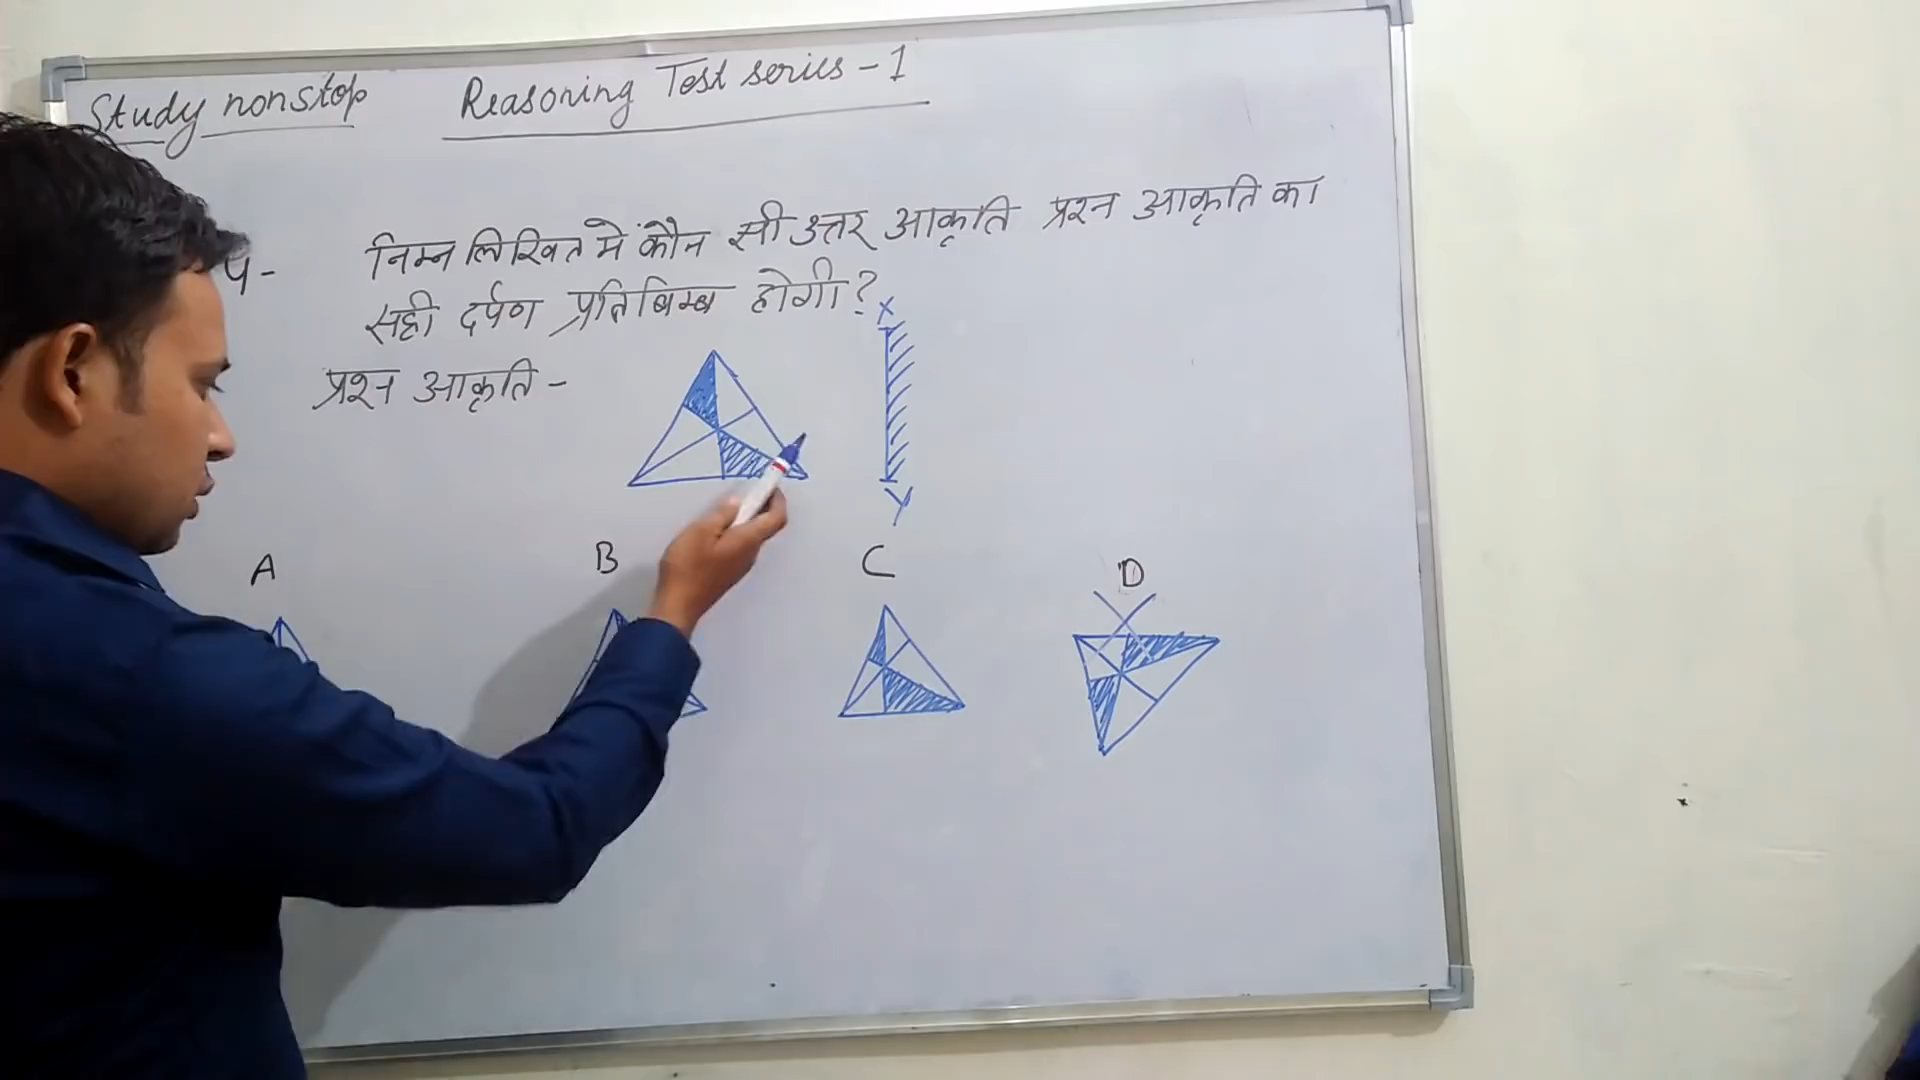 Study nonstop Reasoning Test series - 1
निम्न लिखित में कौन सी उत्तर आकृति प्रश्न आकृति का
सही दर्पण प्रतिबिम्ब होगी?
प्रश्न आकृति -
X
Y
A B C D